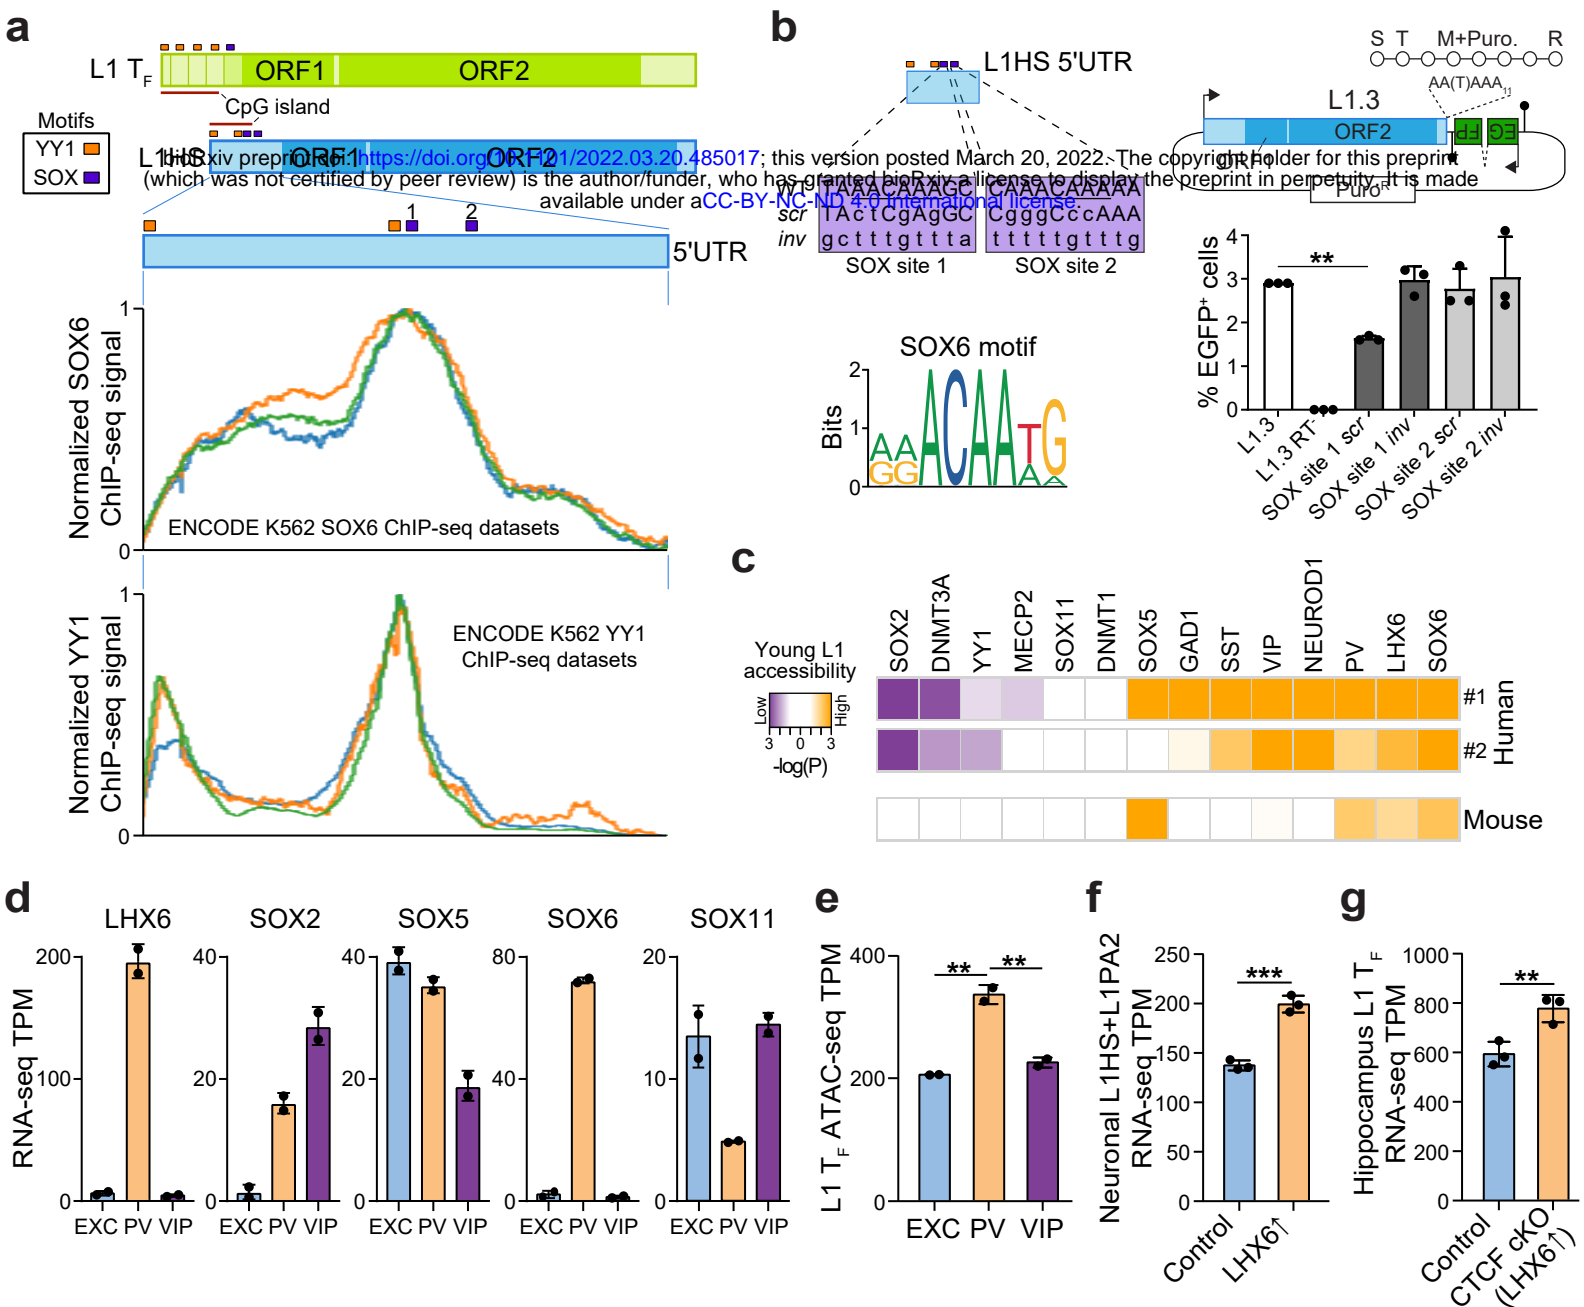 a
L1 TF
ORF1
ORF2
CpG island
Motifs
YY1
SOX
L1HS
ORF1
ORF2
bioRxiv preprint doi: https://doi.org/10.1101/2022.03.20.485017; this version posted March 20, 2022. The copyright holder for this preprint
(which was not certified by peer review) is the author/funder, who has granted bioRxiv a license to display the preprint in perpetuity. It is made
available under aCC-BY-NC-ND 4.0 International license.
1 2
5'UTR
Normalized SOX6
ChIP-seq signal
1
0
ENCODE K562 SOX6 ChIP-seq datasets
Normalized YY1
ChIP-seq signal
1
0
ENCODE K562 YY1
ChIP-seq datasets
b
L1HS 5'UTR
WT TAAACAAAGC CAAACAAAAA
scr TActCgAgGC CgggCccAAA
inv gctttgttta tttttgtttg
SOX site 1 SOX site 2
SOX6 motif
Bits
2
1
0
AAACAATG
GG AA
S T M+Puro. R
AA(T)AAA11
L1.3
ORF1
ORF2
EGFP
PuroR
% EGFP+ cells
4
3
2
1
0
**
L1.3
L1.3 RT-
SOX site 1 scr
SOX site 1 inv
SOX site 2 scr
SOX site 2 inv
c
Young L1
accessibility
Low High
3 0 3
-log(P)
SOX2 DNMT3A YY1 MECP2 SOX11 DNMT1 SOX5 GAD1 SST VIP NEUROD1 PV LHX6 SOX6
#1
#2
Human
Mouse
d
RNA-seq TPM
LHX6
200
100
0
EXC PV VIP
SOX2
40
20
0
EXC PV VIP
SOX5
40
20
0
EXC PV VIP
SOX6
80
40
0
EXC PV VIP
SOX11
20
10
0
EXC PV VIP
e
L1 TF ATAC-seq TPM
400
200
0
** **
EXC PV VIP
f
Neuronal L1HS+L1PA2
RNA-seq TPM
250
200
150
100
50
0
***
Control
LHX6↑
g
Hippocampus L1 TF
RNA-seq TPM
1000
800
600
400
200
0
**
Control
CTCF cKO
(LHX6↑)